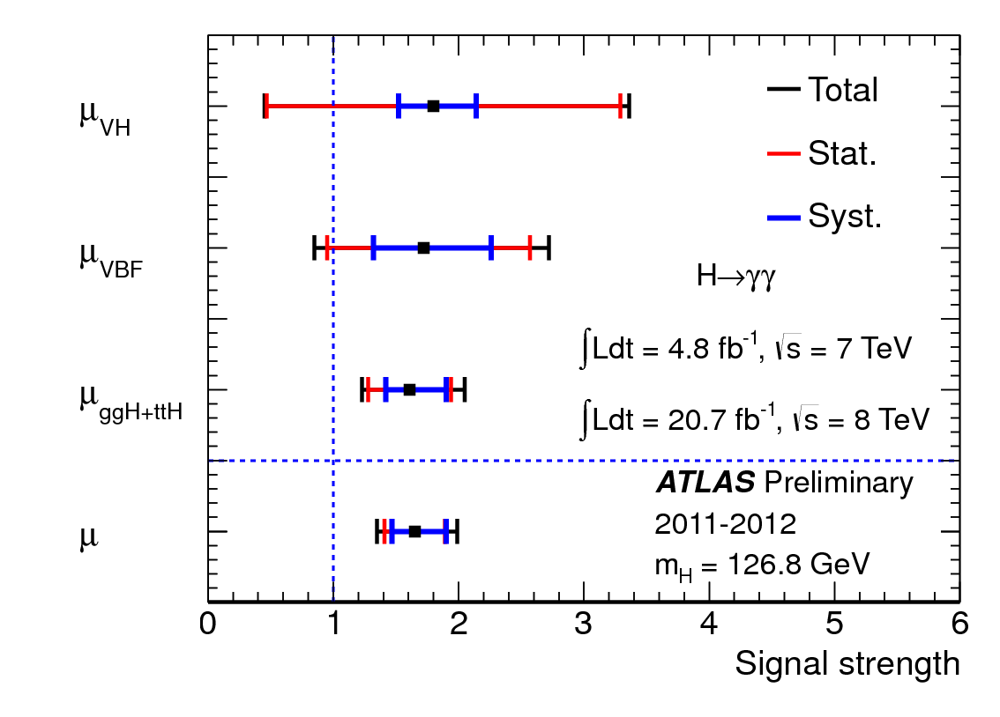 μVH
Total
Stat.
Syst.
μVBF
H→γγ
∫Ldt = 4.8 fb-1, √s = 7 TeV
μggH+ttH
∫Ldt = 20.7 fb-1, √s = 8 TeV
ATLAS Preliminary
2011-2012
μ
mH = 126.8 GeV
0 1 2 3 4 5 6
Signal strength